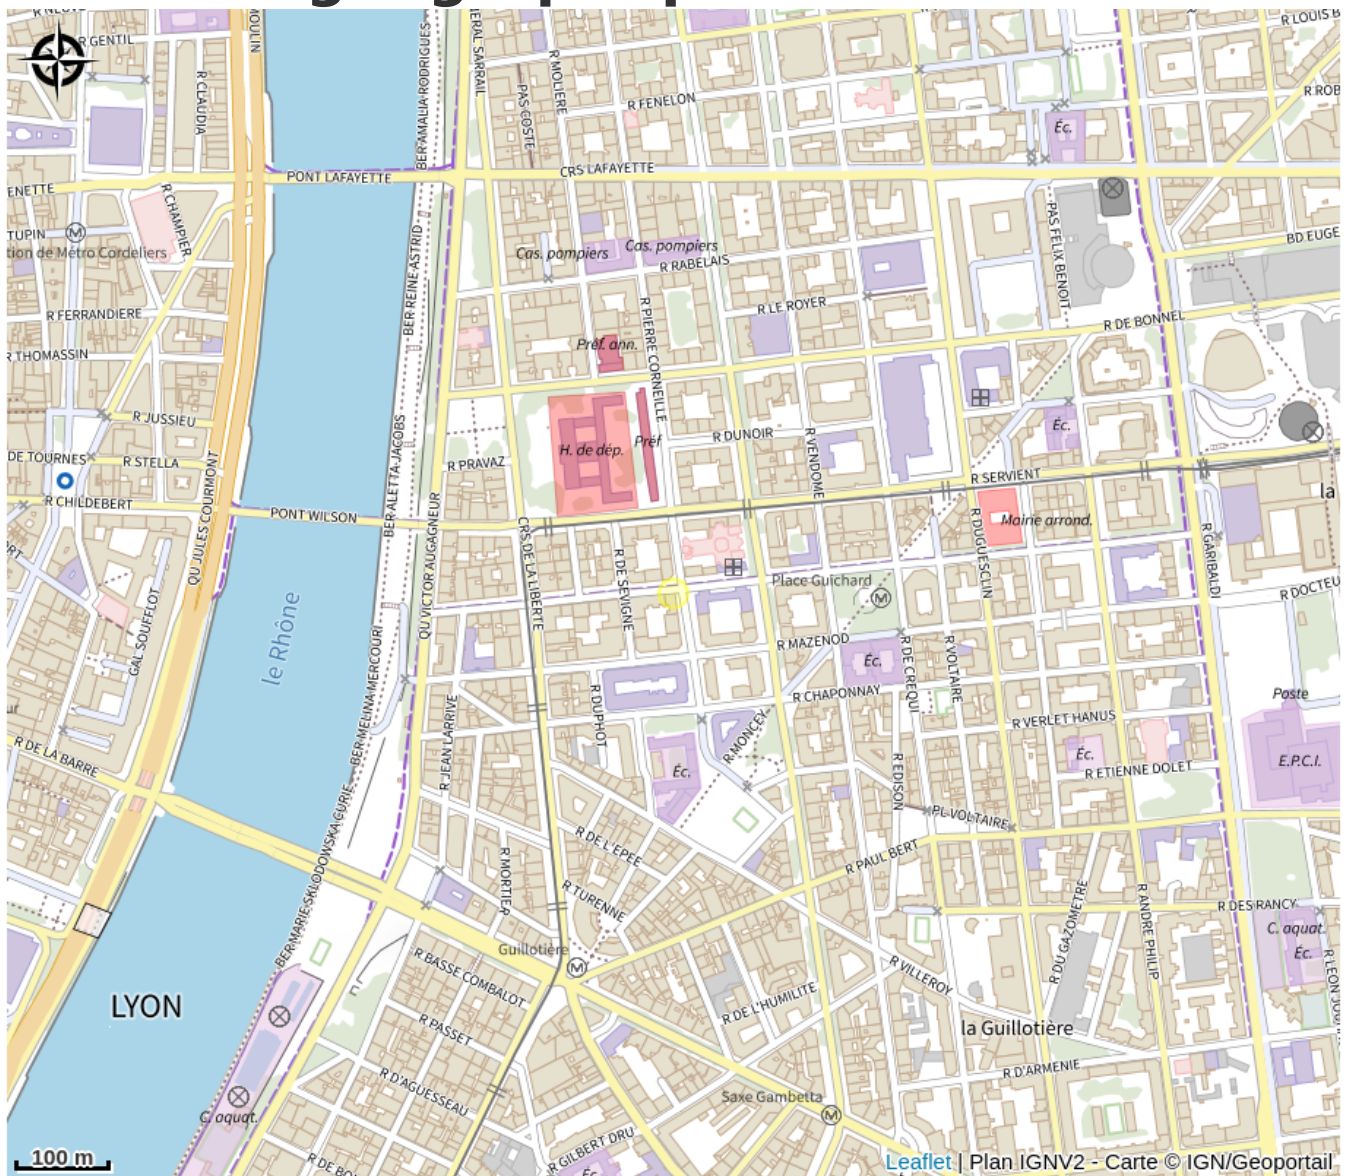 R GENTIL
R CLAUDIA
MOULIN
BER AMALIA RODRIGUES
ERAL SARRAIL
R MOLIERE
PAS COSTE
R FENELON
R LOUIS B
R ROB
Éc.
ENETTE
PONT LAFAYETTE
CRS LAFAYETTE
R CHAMPIER
TUPIN
tion de Métro Cordeliers
BER REINE ASTRID
Cas. pompiers
Cas. pompiers
R RABELAIS
PAS FELIX BENOIT
BD EUGE
R FERRANDIERE
R LE ROYER
R DE BONNEL
R THOMASSIN
Préf. ann.
R PIERRE CORNEILLE
R JUSSIEU
H. de dép.
Préf
R DUNOIR
R VENDOME
Éc.
DE TOURNES
R STELLA
R PRAVAZ
R SERVIENT
R CHILDEBERT
PONT WILSON
BER ALETTA JACOBS
QU JULES COURMONT
QU VICTOR AUGAGNEUR
CRS DE LA LIBERTE
R DE SEVIGNE
R DUGUESCLIN
Mairie arrond.
R GARIBALDI
la
ORT
GAL SOUFFLOT
le Rhône
Place Guichard
R DOCTEU
R MAZENOD
Éc.
R DE CREQUI
R VOLTAIRE
BER MELINA MERCOURI
R DUPHOT
R CHAPONNAY
Poste
R JEAN LARRIVE
R MONCEY
R VERLET HANUS
R DE LA BARRE
Éc.
R EDISON
Éc.
R ETIENNE DOLET
E.P.C.I.
PL VOLTAIRE
BER MARIE SKLODOWSKA CURIE
R DE L'EPEE
R PAUL BERT
R MORTIER
R TURENNE
R DU GAZOMETRE
R ANDRE PHILIP
R DES RANCY
C. aquat.
Éc.
Guillotière
R BASSE COMBALOT
R VILLEROY
LYON
R PASSET
R DE L'HUMILITE
la Guillotière
R D'AGUESSEAU
R D'ARMENIE
Saxe Gambetta
C. aquat.
R GILBERT DRU
Éc.
100 m
Leaflet | Plan IGNV2 - Carte © IGN/Geoportail